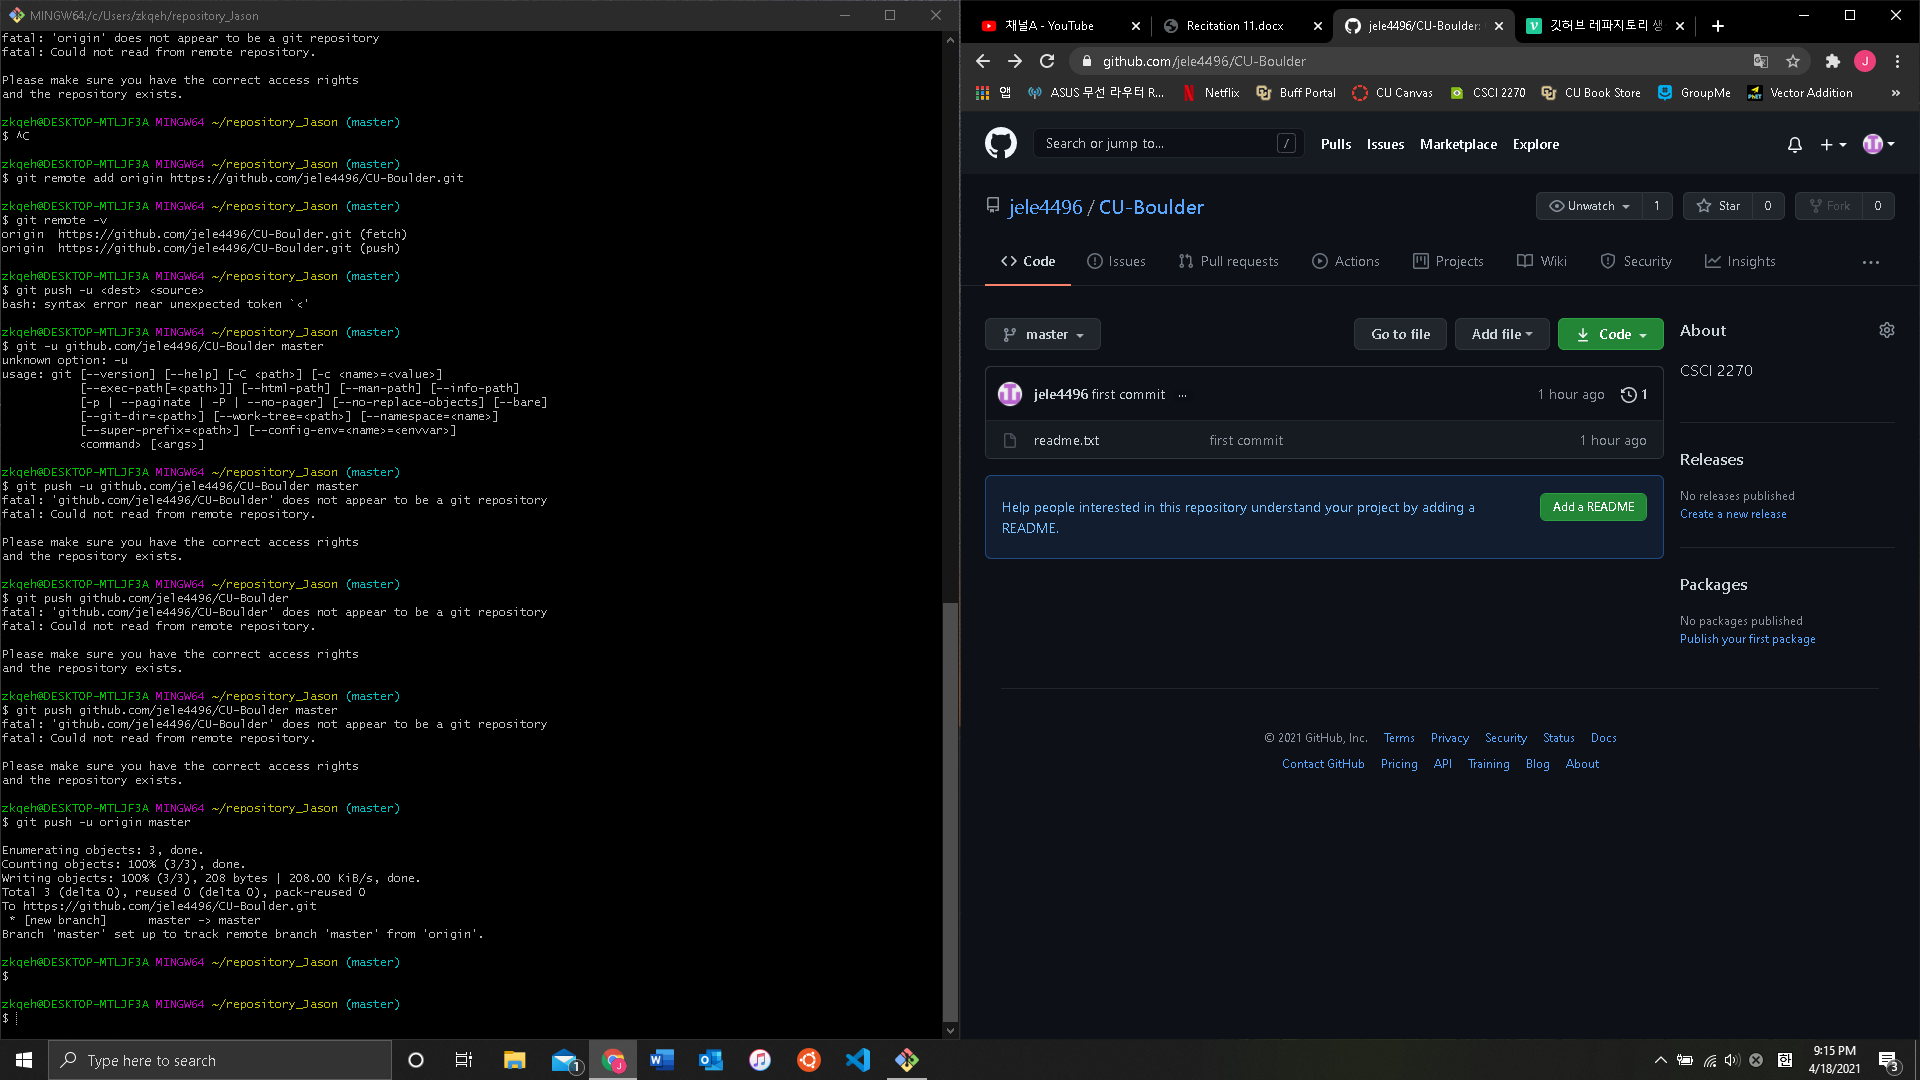 MINGW64:/c/Users/zkqeh/repository_Jason
fatal: 'origin' does not appear to be a git repository
fatal: Could not read from remote repository.
Please make sure you have the correct access rights
and the repository exists.
zkqeh@DESKTOP-MTLJF3A MINGW64 ~/repository_Jason (master)
$ ^C
zkqeh@DESKTOP-MTLJF3A MINGW64 ~/repository_Jason (master)
$ git remote add origin https://github.com/jele4496/CU-Boulder.git
zkqeh@DESKTOP-MTLJF3A MINGW64 ~/repository_Jason (master)
$ git remote -v
origin  https://github.com/jele4496/CU-Boulder.git (fetch)
origin  https://github.com/jele4496/CU-Boulder.git (push)
zkqeh@DESKTOP-MTLJF3A MINGW64 ~/repository_Jason (master)
$ git push -u <dest> <source>
bash: syntax error near unexpected token `<'
zkqeh@DESKTOP-MTLJF3A MINGW64 ~/repository_Jason (master)
$ git -u github.com/jele4496/CU-Boulder master
unknown option: -u
usage: git [--version] [--help] [-C <path>] [-c <name>=<value>]
[--exec-path[=<path>]] [--html-path] [--man-path] [--info-path]
[-p | --paginate | -P | --no-pager] [--no-replace-objects] [--bare]
[--git-dir=<path>] [--work-tree=<path>] [--namespace=<name>]
[--super-prefix=<path>] [--config-env=<name>=<envvar>]
<command> [<args>]
zkqeh@DESKTOP-MTLJF3A MINGW64 ~/repository_Jason (master)
$ git push -u github.com/jele4496/CU-Boulder master
fatal: 'github.com/jele4496/CU-Boulder' does not appear to be a git repository
fatal: Could not read from remote repository.
Please make sure you have the correct access rights
and the repository exists.
zkqeh@DESKTOP-MTLJF3A MINGW64 ~/repository_Jason (master)
$ git push github.com/jele4496/CU-Boulder
fatal: 'github.com/jele4496/CU-Boulder' does not appear to be a git repository
fatal: Could not read from remote repository.
Please make sure you have the correct access rights
and the repository exists.
zkqeh@DESKTOP-MTLJF3A MINGW64 ~/repository_Jason (master)
$ git push github.com/jele4496/CU-Boulder master
fatal: 'github.com/jele4496/CU-Boulder' does not appear to be a git repository
fatal: Could not read from remote repository.
Please make sure you have the correct access rights
and the repository exists.
zkqeh@DESKTOP-MTLJF3A MINGW64 ~/repository_Jason (master)
$ git push -u origin master
Enumerating objects: 3, done.
Counting objects: 100% (3/3), done.
Writing objects: 100% (3/3), 208 bytes | 208.00 KiB/s, done.
Total 3 (delta 0), reused 0 (delta 0), pack-reused 0
To https://github.com/jele4496/CU-Boulder.git
* [new branch]      master -> master
Branch 'master' set up to track remote branch 'master' from 'origin'.
zkqeh@DESKTOP-MTLJF3A MINGW64 ~/repository_Jason (master)
$
zkqeh@DESKTOP-MTLJF3A MINGW64 ~/repository_Jason (master)
$
채널A - YouTube
Recitation 11.docx
jele4496/CU-Boulder:
깃허브 레파지토리 생
github.com/jele4496/CU-Boulder
J
앱 ASUS 무선 라우터 R... Netflix Buff Portal CU Canvas CSCI 2270 CU Book Store GroupMe Vector Addition »
Search or jump to... /
Pulls Issues Marketplace Explore
jele4496 / CU-Boulder
Unwatch 1 Star 0 Fork 0
Code Issues Pull requests Actions Projects Wiki Security Insights ...
master Go to file Add file Code
jele4496 first commit ... 1 hour ago 1
readme.txt first commit 1 hour ago
Help people interested in this repository understand your project by adding a
README.
Add a README
About
CSCI 2270
Releases
No releases published
Create a new release
Packages
No packages published
Publish your first package
© 2021 GitHub, Inc. Terms Privacy Security Status Docs
Contact GitHub Pricing API Training Blog About
Type here to search
1
J
한
9:15 PM
4/18/2021
3